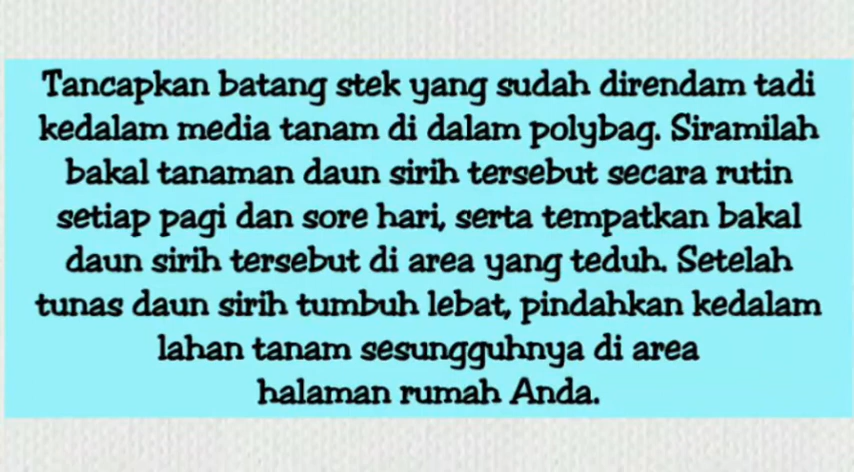 Tancapkan batang stek yang sudah direndam tadi
kedalam media tanam di dalam polybag. Siramilah
bakal tanaman daun sirih tersebut secara rutin
setiap pagi dan sore hari, serta tempatkan bakal
daun sirih tersebut di area yang teduh. Setelah
tunas daun sirih tumbuh lebat, pindahkan kedalam
lahan tanam sesungguhnya di area
halaman rumah Anda.